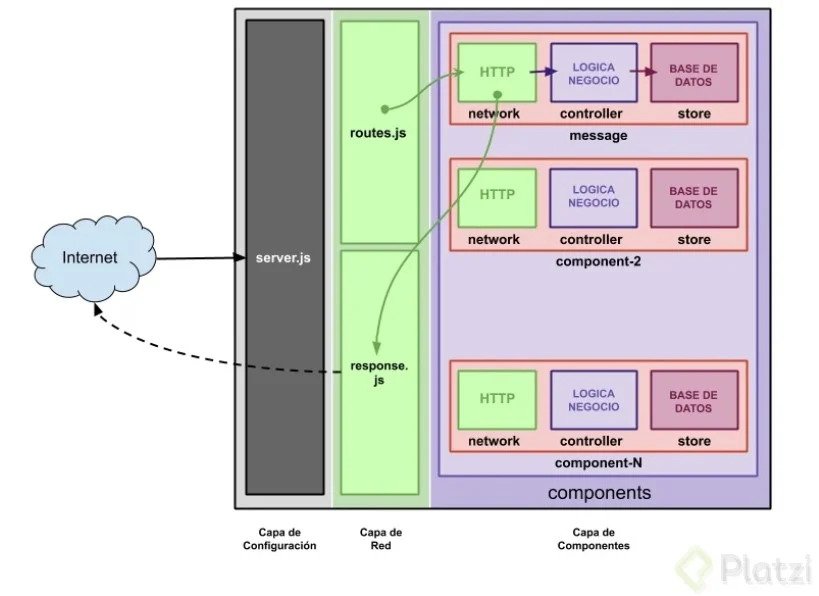 HTTP
LOGICA
NEGOCIO
BASE DE
DATOS
network
controller
store
message
routes.js
HTTP
LOGICA
NEGOCIO
BASE DE
DATOS
network
controller
store
component-2
Internet
server.js
response.
js
HTTP
LOGICA
NEGOCIO
BASE DE
DATOS
network
controller
store
component-N
components
Capa de
Configuración
Capa de
Red
Capa de
Componentes
Platzi